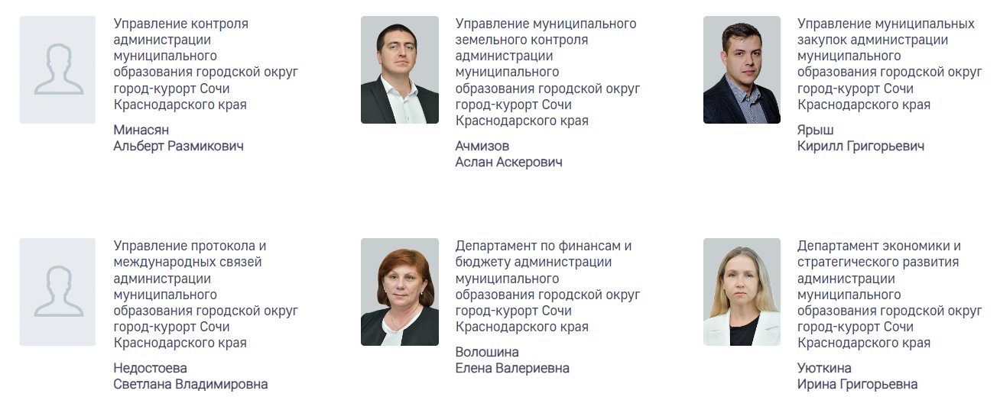 Управление контроля
администрации
муниципального
образования городской округ
город-курорт Сочи
Краснодарского края
Минасян
Альберт Размикович
Управление муниципального
земельного контроля
администрации
муниципального
образования городской округ
город-курорт Сочи
Краснодарского края
Ачмизов
Аслан Аскерович
Управление муниципальных
закупок администрации
муниципального
образования городской округ
город-курорт Сочи
Краснодарского края
Ярыш
Кирилл Григорьевич
Управление протокола и
международных связей
администрации
муниципального
образования городской округ
город-курорт Сочи
Краснодарского края
Недостоева
Светлана Владимировна
Департамент по финансам и
бюджету администрации
муниципального
образования городской округ
город-курорт Сочи
Краснодарского края
Волошина
Елена Валериевна
Департамент экономики и
стратегического развития
администрации
муниципального
образования городской округ
город-курорт Сочи
Краснодарского края
Уюткина
Ирина Григорьевна